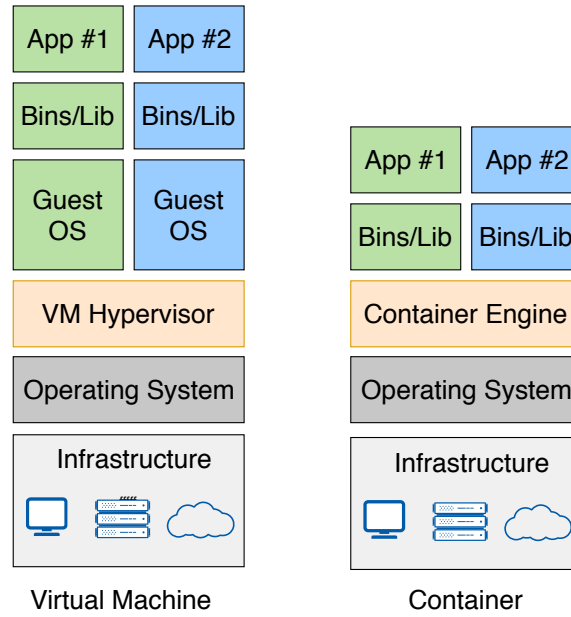 App #1
App #2
Bins/Lib
Bins/Lib
Guest
OS
Guest
OS
VM Hypervisor
Operating System
Infrastructure
Virtual Machine
App #1
App #2
Bins/Lib
Bins/Lib
Container Engine
Operating System
Infrastructure
Container